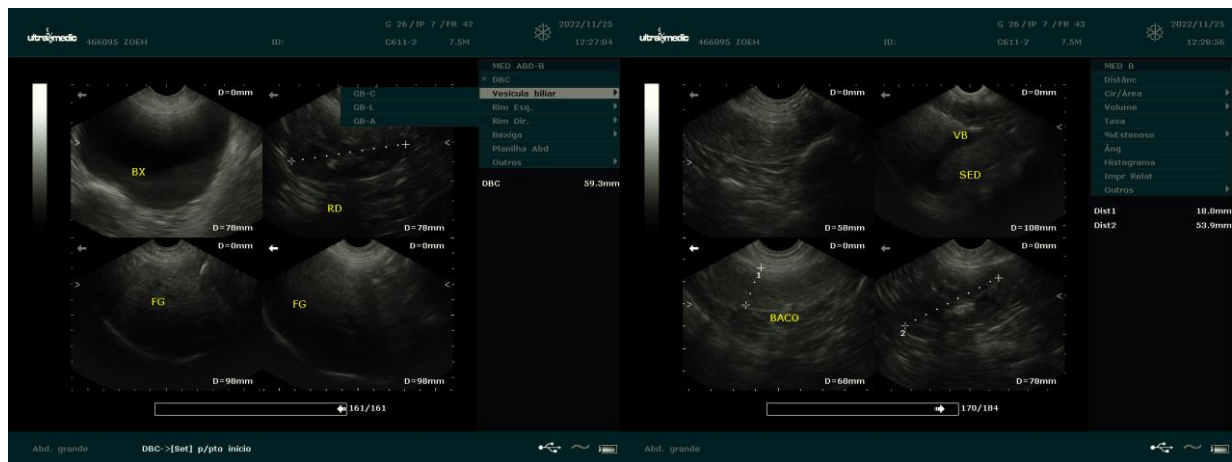 G 26/IP 7 /FR 42
2022/11/25
ultramedic
466095 ZOEH
ID:
C611-2
7.5M
12:27:04
MED ABD-B
* DBC
Vesícula biliar
Rim Esq.
Rim Dir.
Bexiga
Planilha Abd
Outros
GB-C
GB-L
GB-A
DBC 59.3mm
D=0mm
BX
D=78mm
RD
D=78mm
D=0mm
D=0mm
FG
FG
D=98mm
D=98mm
161/161
Abd. grande
DBC->[Set] p/pto início
G 26/IP 7 /FR 43
2022/11/25
ultramedic
466095 ZOEH
ID:
C611-2
7.5M
12:28:56
MED B
Distânc
Cir/Área
Volume
Taxa
%Estenose
Âng
Histograma
Impr Relat
Outros
Dist1 18.0mm
Dist2 53.9mm
D=0mm
D=0mm
VB
SED
D=58mm
D=108mm
D=0mm
D=0mm
1
BACO
2
D=68mm
D=78mm
170/184
Abd. grande